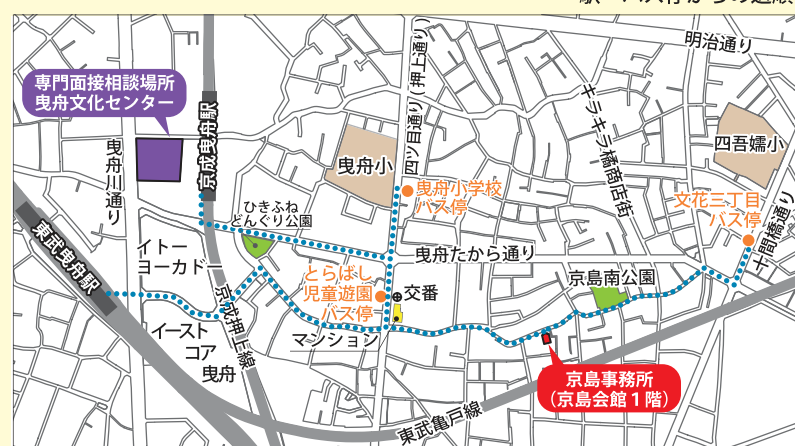 明治通り
専門面接相談場所
曳舟文化センター
四ツ目通り(押上通り)
キラキラ橘商店街
京成曳舟駅
曳舟川通り
曳舟小
四吾嬬小
曳舟小学校
バス停
文花三丁目
バス停
ひきふね
どんぐり公園
十間橋通り
東武曳舟駅
イトー
ヨーカドー
曳舟たから通り
とらばし
児童遊園
バス停
交番
京島南公園
京成押上線
イースト
コア
曳舟
マンション
京島事務所
(京島会館1階)
東武亀戸線